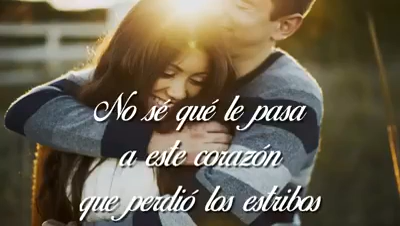 No sé qué le pasa
a este corazón
que perdió los estribos